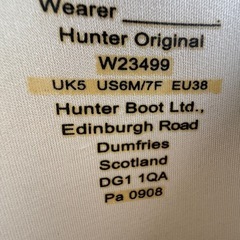 Wearer
Hunter Original
W23499
UK5 US6M/7F EU38
Hunter Boot Ltd.,
Edinburgh Road
Dumfries
Scotland
DG1 1QA
Pa 0908